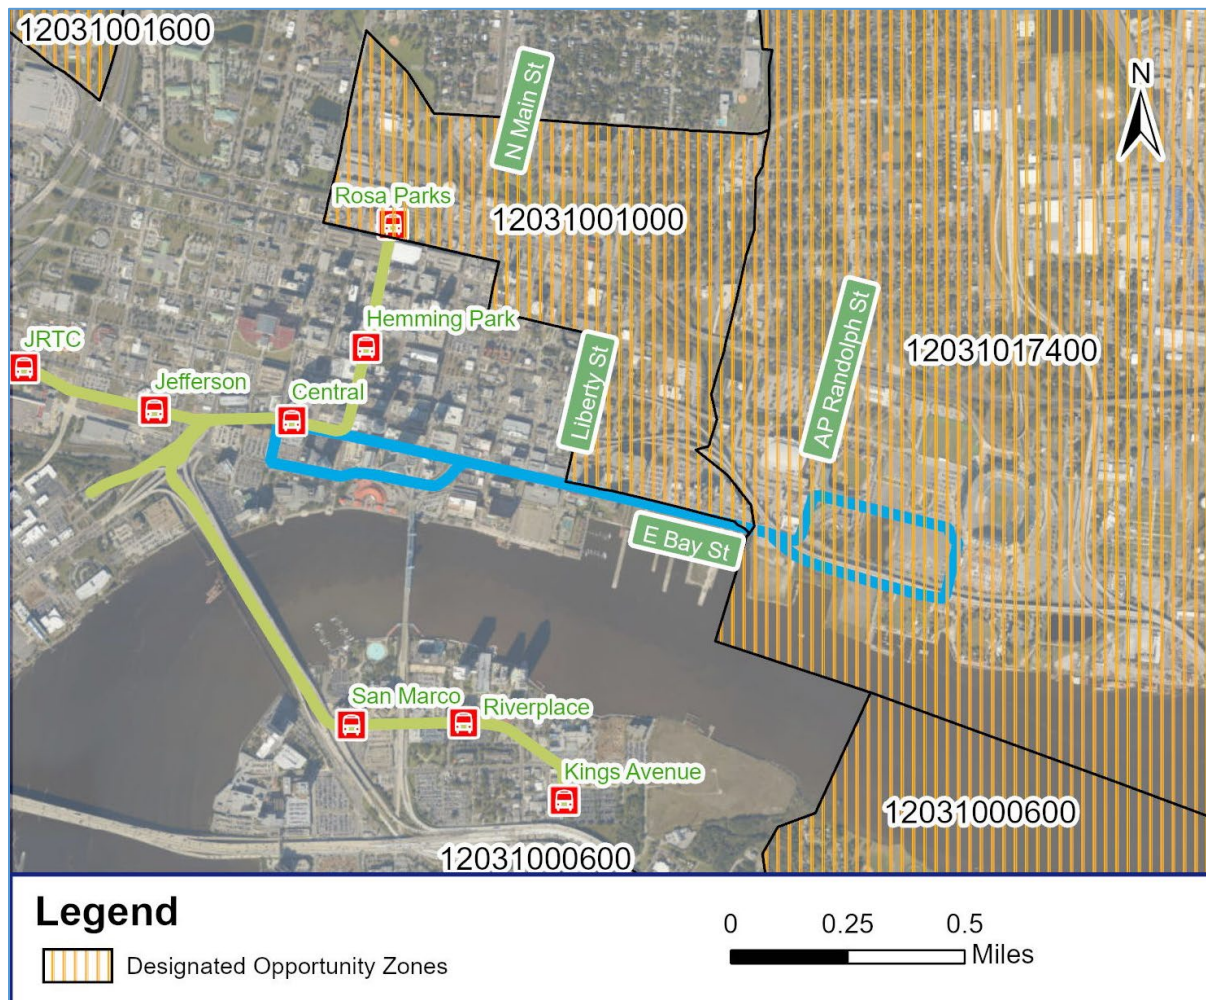 12031001600
N
N Main St
Rosa Parks
12031001000
Hemming Park
AP Randolph St
12031017400
JRTC
Jefferson
Central
Liberty St
E Bay St
San Marco
Riverplace
Kings Avenue
12031000600
12031000600
Legend
0 0.25 0.5
Miles
Designated Opportunity Zones